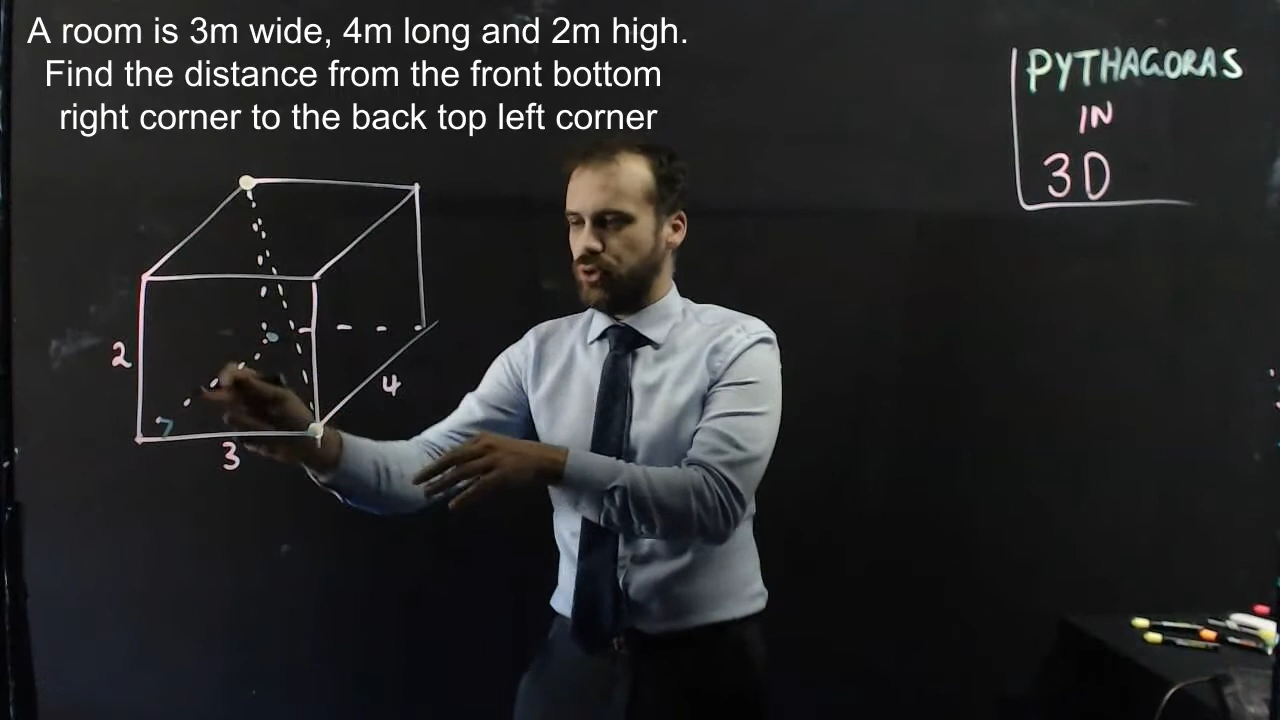 A room is 3m wide, 4m long and 2m high.
Find the distance from the front bottom
right corner to the back top left corner
PYTHAGORAS
IN
3D
2
4
3